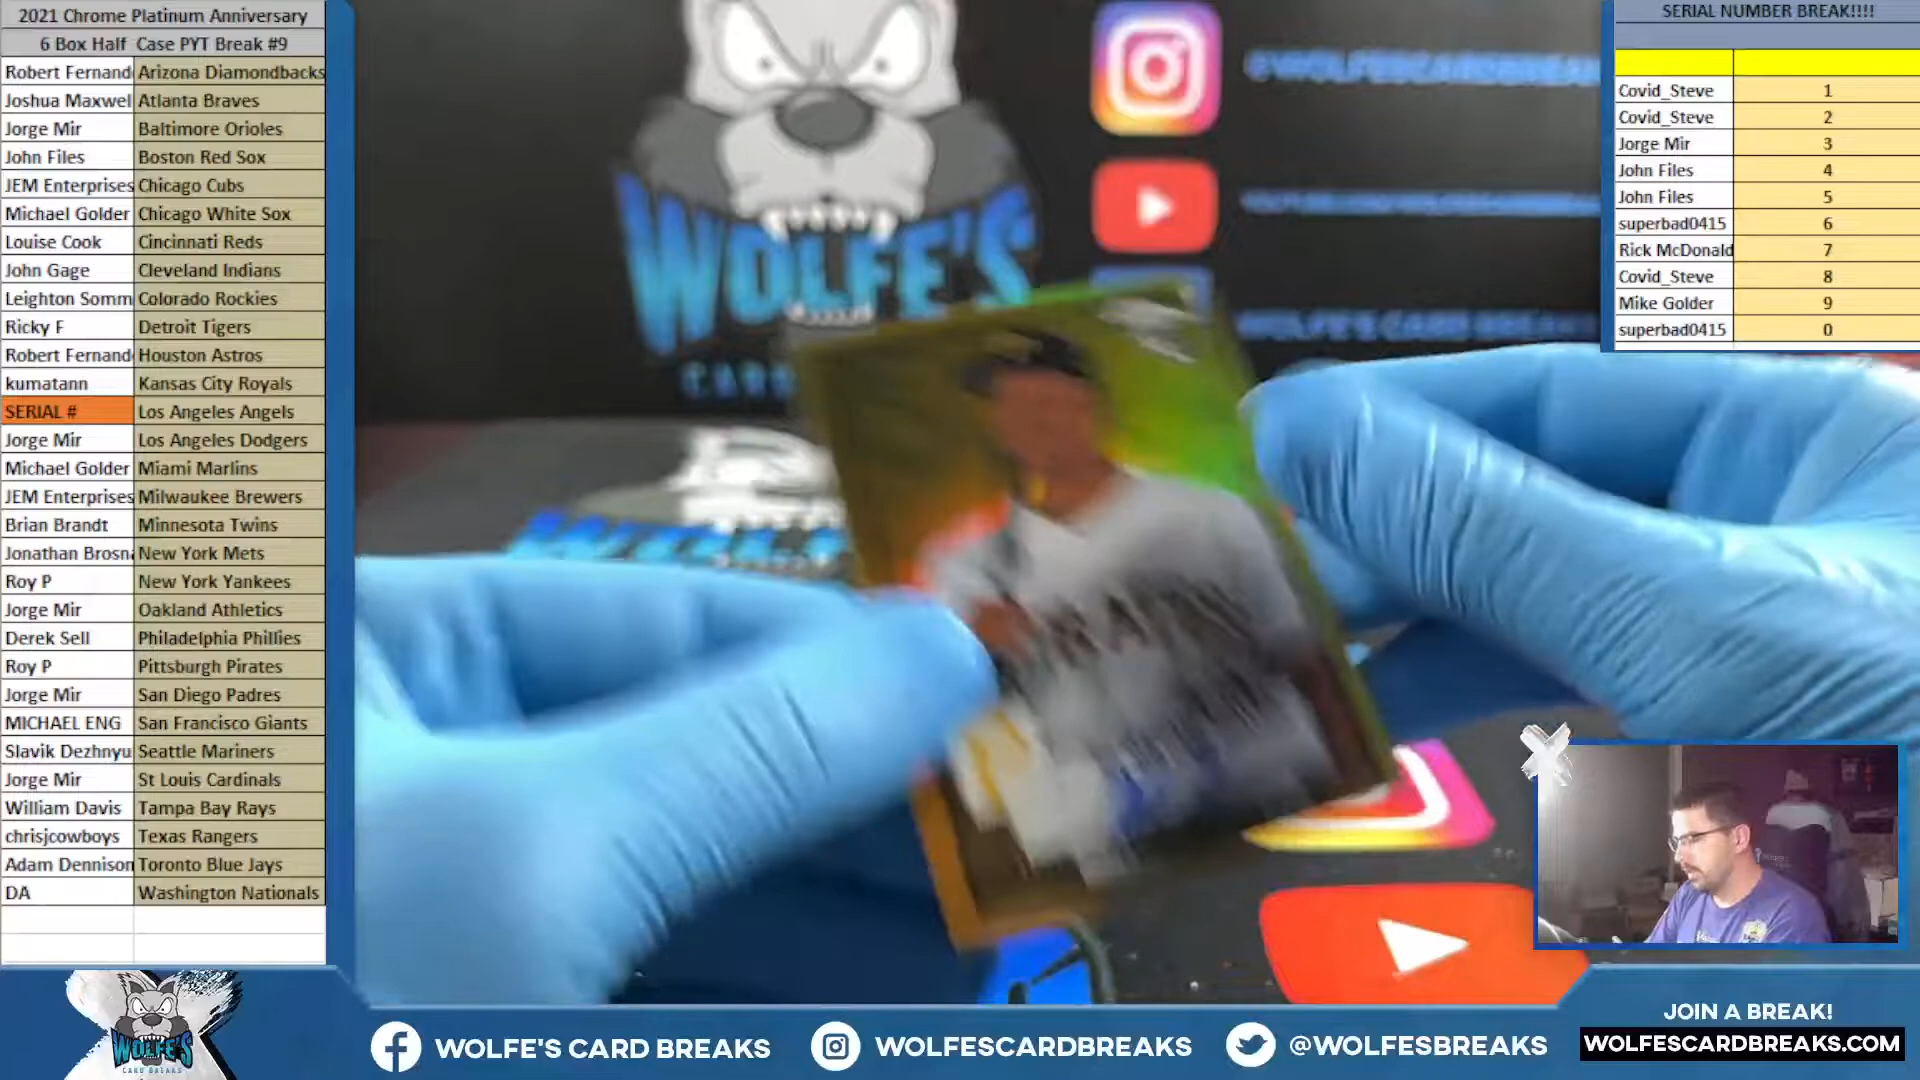 2021 Chrome Platinum Anniversary
6 Box Half Case PYT Break #9
Robert Fernand Arizona Diamondbacks
Joshua Maxwel Atlanta Braves
Jorge Mir Baltimore Orioles
John Files Boston Red Sox
JEM Enterprises Chicago Cubs
Michael Golder Chicago White Sox
Louise Cook Cincinnati Reds
John Gage Cleveland Indians
Leighton Somm Colorado Rockies
Ricky F Detroit Tigers
Robert Fernand Houston Astros
kumatann Kansas City Royals
SERIAL # Los Angeles Angels
Jorge Mir Los Angeles Dodgers
Michael Golder Miami Marlins
JEM Enterprises Milwaukee Brewers
Brian Brandt Minnesota Twins
Jonathan Brosna New York Mets
Roy P New York Yankees
Jorge Mir Oakland Athletics
Derek Sell Philadelphia Phillies
Roy P Pittsburgh Pirates
Jorge Mir San Diego Padres
MICHAEL ENG San Francisco Giants
Slavik Dezhnyu Seattle Mariners
Jorge Mir St Louis Cardinals
William Davis Tampa Bay Rays
chrisjcowboys Texas Rangers
Adam Dennison Toronto Blue Jays
DA Washington Nationals
SERIAL NUMBER BREAK!!!!
Covid_Steve 1
Covid_Steve 2
Jorge Mir 3
John Files 4
John Files 5
superbad0415 6
Rick McDonald 7
Covid_Steve 8
Mike Golder 9
superbad0415 0
WOLFE'S
CARD
@WOLFESCARDBREA
WOLFE'S CARD BREA
WOLFE'S
CARD BREAKS
WOLFE'S CARD BREAKS
WOLFESCARDBREAKS
@WOLFESBREAKS
JOIN A BREAK!
WOLFESCARDBREAKS.COM